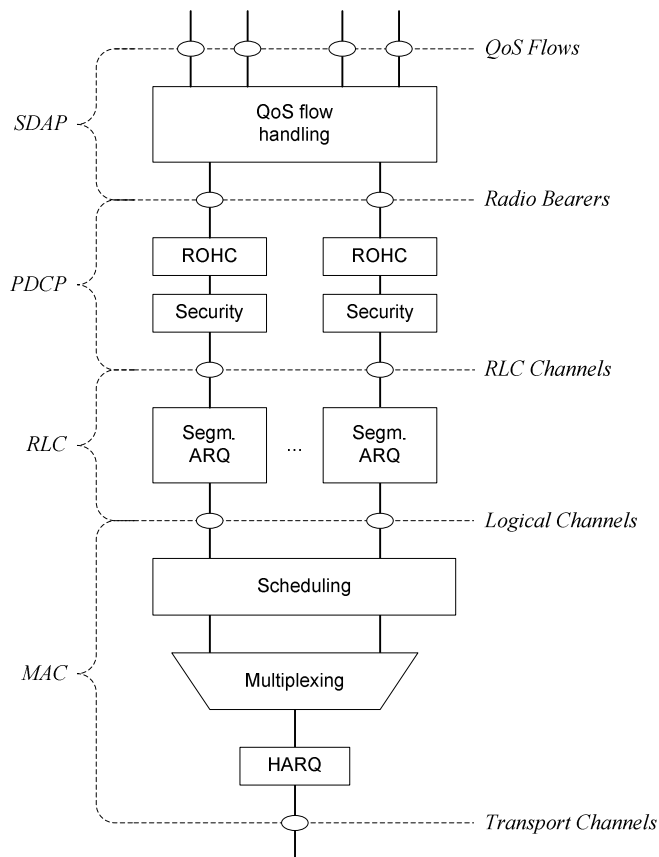 QoS Flows
QoS flow
handling
SDAP
Radio Bearers
ROHC
ROHC
PDCP
Security
Security
RLC Channels
Segm.
ARQ
...
Segm.
ARQ
RLC
Logical Channels
Scheduling
MAC
Multiplexing
HARQ
Transport Channels